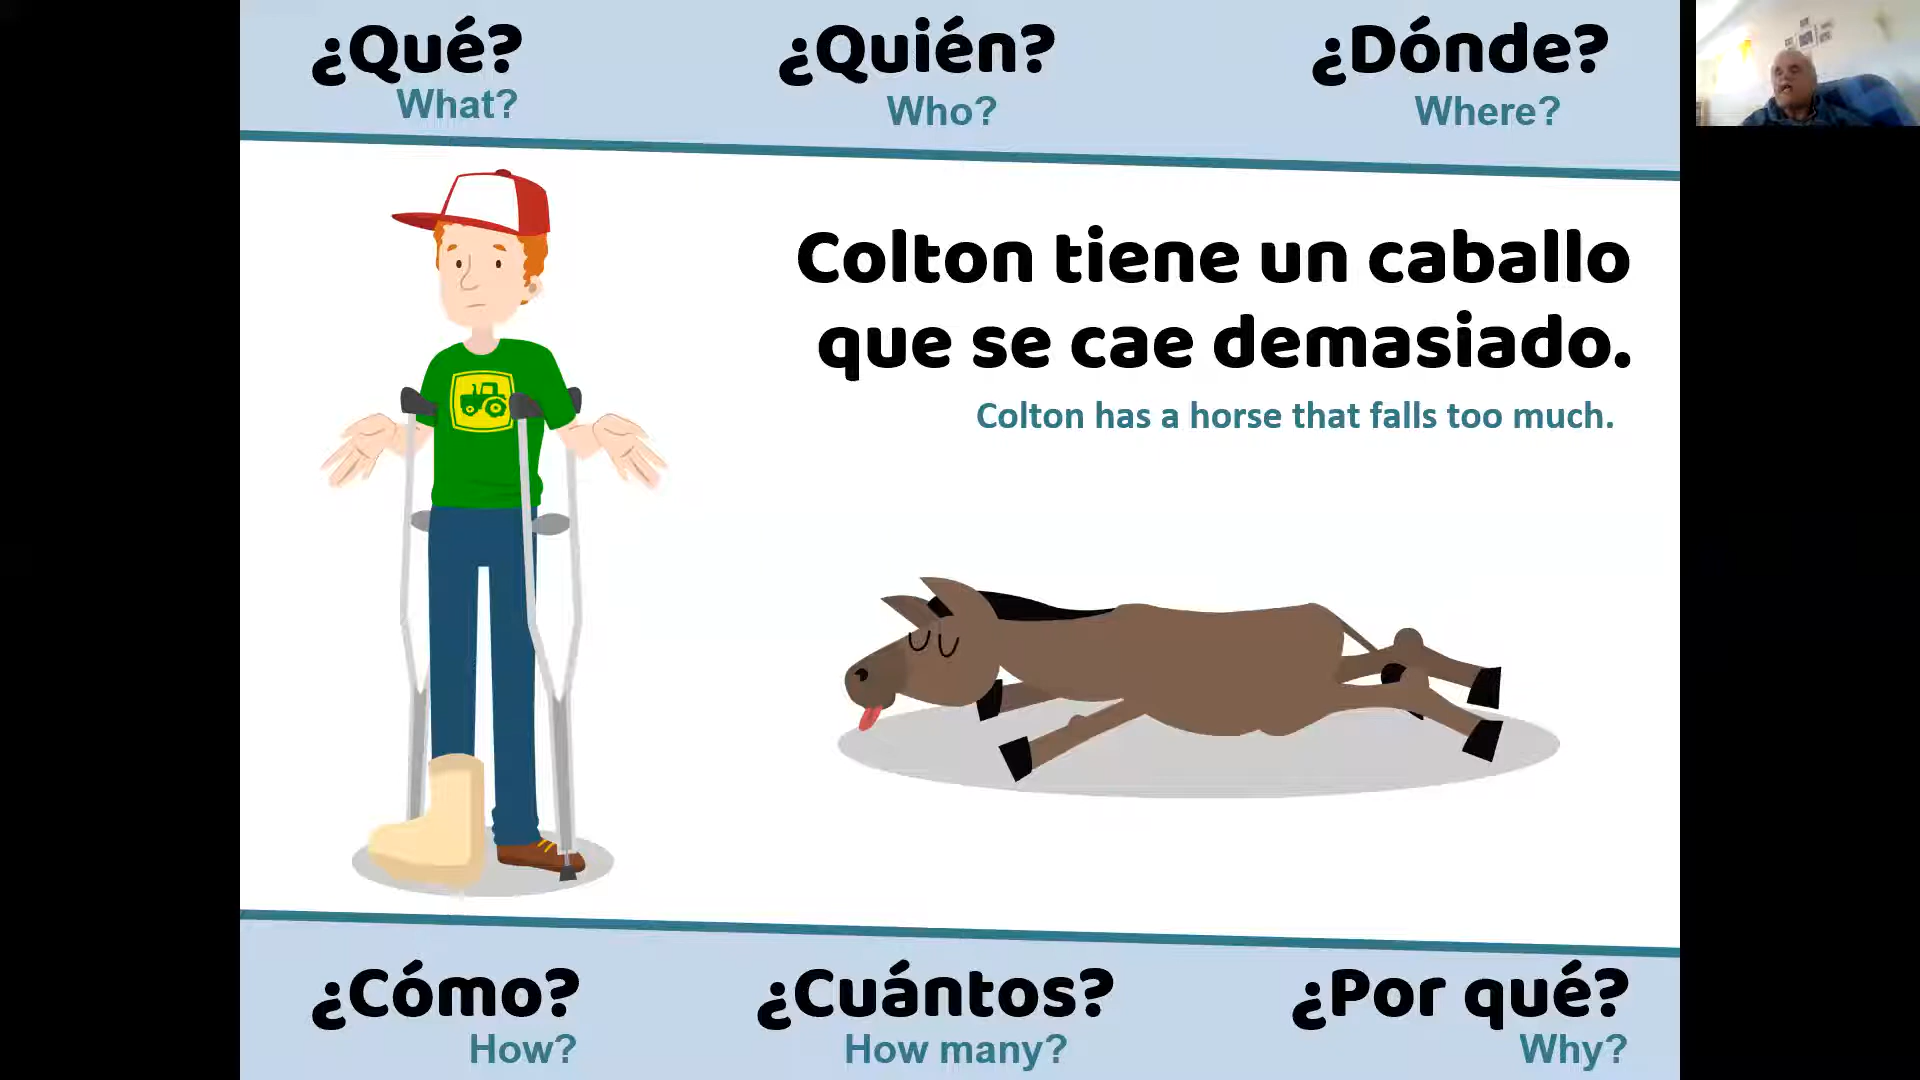 ¿Qué?
What?
¿Quién?
Who?
¿Dónde?
Where?
Colton tiene un caballo
que se cae demasiado.
Colton has a horse that falls too much.
¿Cómo?
How?
¿Cuántos?
How many?
¿Por qué?
Why?